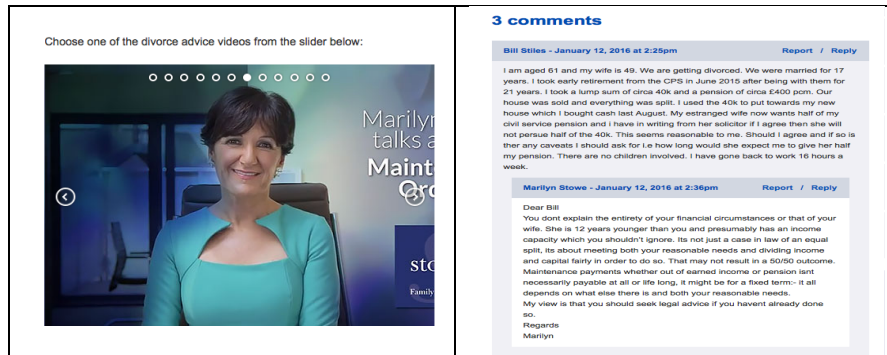 Choose one of the divorce advice videos from the slider below:
Marilyn
talks a
Maint
Orc
sto
Family
3 comments
Bill Stiles - January 12, 2016 at 2:25pm Report / Reply
I am aged 61 and my wife is 49. We are getting divorced. We were married for 17
years. I took early retirement from the CPS in June 2015 after being with them for
21 years. I took a lump sum of circa 40k and a pension of circa £400 pcm. Our
house was sold and everything was split. I used the 40k to put towards my new
house which I bought cash last August. My estranged wife now wants half of my
civil service pension and i have in writing from her solicitor if I agree then she will
not persue half of the 40k. This seems reasonable to me. Should I agree and if so is
ther any caveats I should ask for i.e how long would she expect me to give her half
my pension. There are no children involved. I have gone back to work 16 hours a
week.
Marilyn Stowe - January 12, 2016 at 2:36pm Report / Reply
Dear Bill
You dont explain the entirety of your financial circumstances or that of your
wife. She is 12 years younger than you and presumably has an income
capacity which you shouldn't ignore. Its not just a case in law of an equal
split, its about meeting both your reasonable needs and dividing income
and capital fairly in order to do so. That may not result in a 50/50 outcome.
Maintenance payments whether out of earned income or pension isnt
necessarily payable at all or life long, it might be for a fixed term:- it all
depends on what else there is and both your reasonable needs.
My view is that you should seek legal advice if you havent already done
so.
Regards
Marilyn